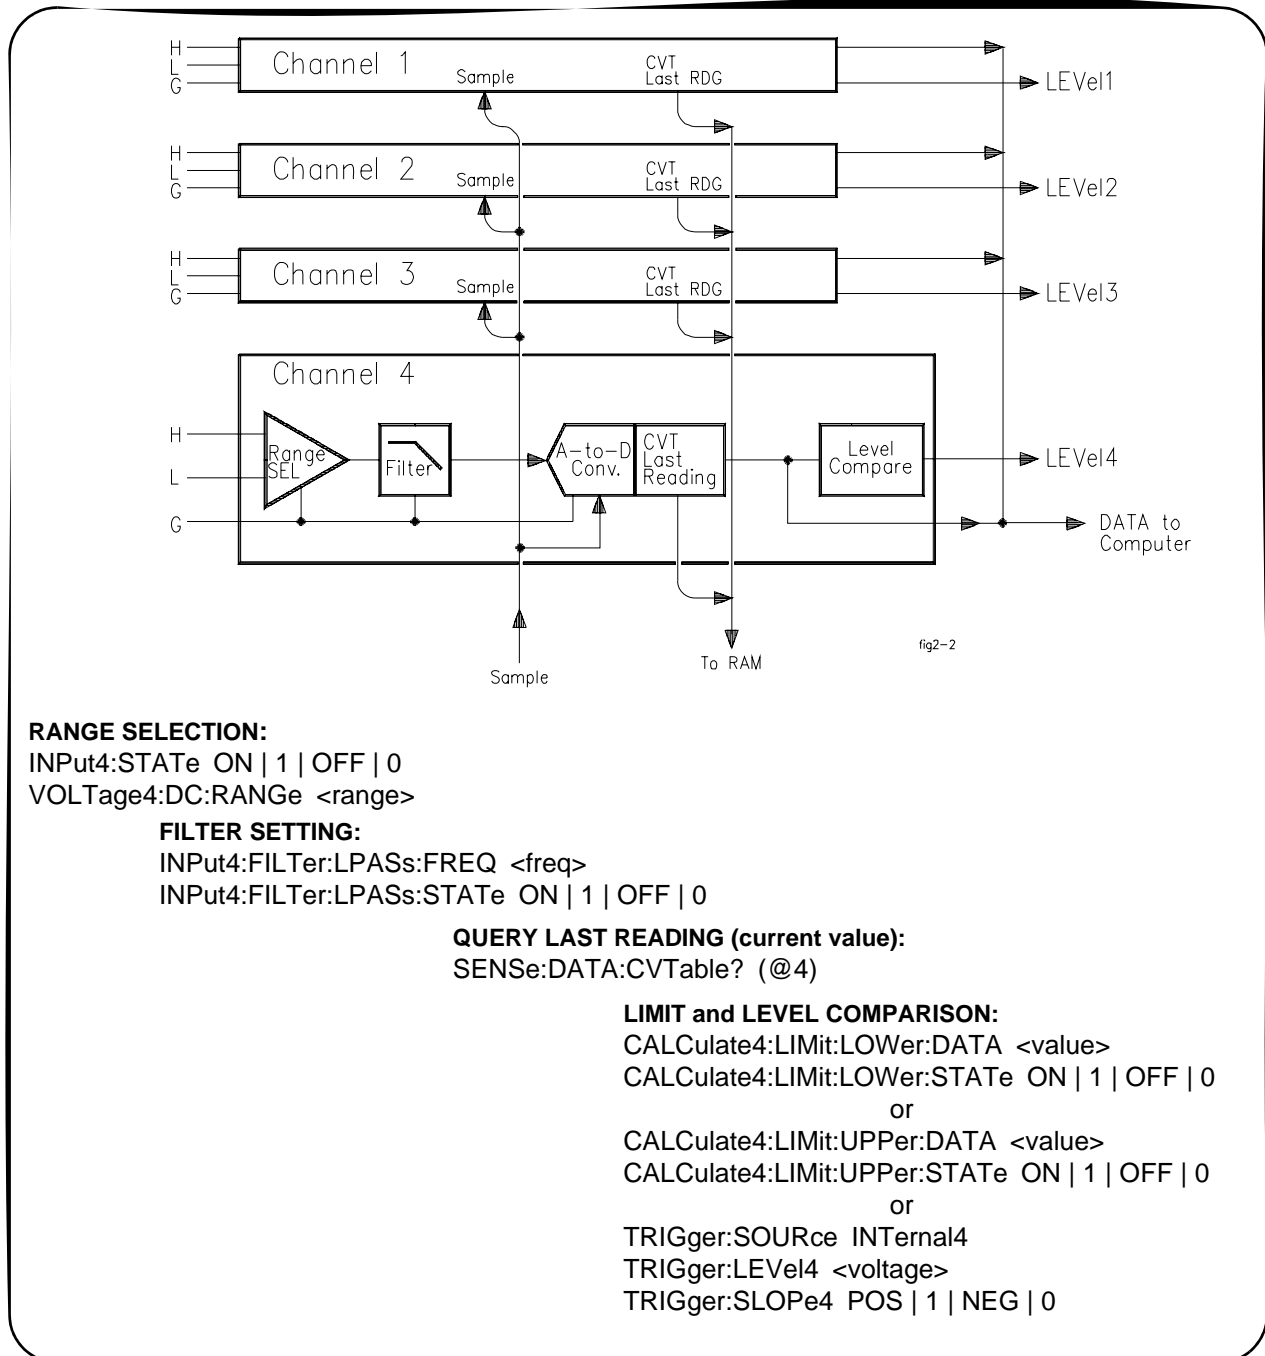 H
L
G
Channel 1
Sample
CVT
Last RDG
LEVel1
H
L
G
Channel 2
Sample
CVT
Last RDG
LEVel2
H
L
G
Channel 3
Sample
CVT
Last RDG
LEVel3
Channel 4
H
L
G
Range
SEL
Filter
A-to-D
Conv.
CVT
Last
Reading
Level
Compare
LEVel4
DATA to
Computer
Sample
To RAM
fig2-2
RANGE SELECTION:
INPut4:STATe ON | 1 | OFF | 0
VOLTage4:DC:RANGe <range>
FILTER SETTING:
INPut4:FILTer:LPASs:FREQ <freq>
INPut4:FILTer:LPASs:STATe ON | 1 | OFF | 0
QUERY LAST READING (current value):
SENSe:DATA:CVTable? (@4)
LIMIT and LEVEL COMPARISON:
CALCulate4:LIMit:LOWer:DATA <value>
CALCulate4:LIMit:LOWer:STATe ON | 1 | OFF | 0
or
CALCulate4:LIMit:UPPer:DATA <value>
CALCulate4:LIMit:UPPer:STATe ON | 1 | OFF | 0
or
TRIGger:SOURce INTernal4
TRIGger:LEVel4 <voltage>
TRIGger:SLOPe4 POS | 1 | NEG | 0